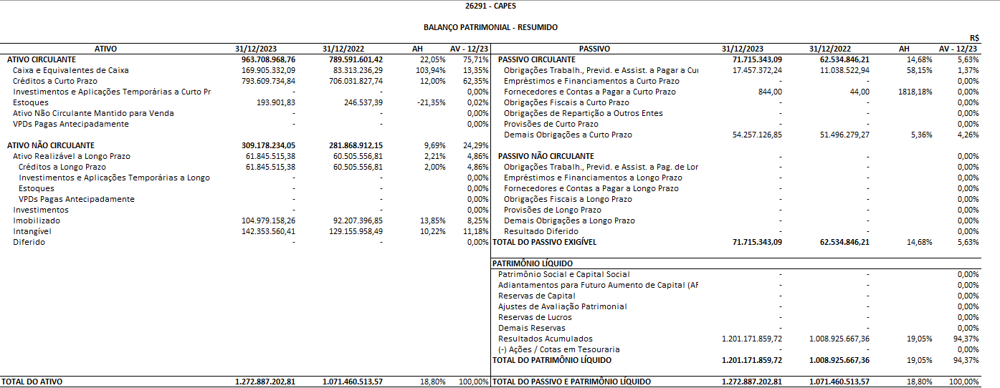 26291 - CAPES
BALANÇO PATRIMONIAL - RESUMIDO
R$
ATIVO 31/12/2023 31/12/2022 AH AV - 12/23 PASSIVO 31/12/2023 31/12/2022 AH AV - 12/23
ATIVO CIRCULANTE 963.708.968,76 789.591.601,42 22,05% 75,71% PASSIVO CIRCULANTE 71.715.343,09 62.534.846,21 14,68% 5,63%
Caixa e Equivalentes de Caixa 169.905.332,09 83.313.236,29 103,94% 13,35% Obrigações Trabalh., Previd. e Assist. a Pagar a Cur 17.457.372,24 11.038.522,94 58,15% 1,37%
Créditos a Curto Prazo 793.609.734,84 706.031.827,74 12,00% 62,35% Empréstimos e Financiamentos a Curto Prazo - - 0,00%
Investimentos e Aplicações Temporárias a Curto Pr - - 0,00% Fornecedores e Contas a Pagar a Curto Prazo 844,00 44,00 1818,18% 0,00%
Estoques 193.901,83 246.537,39 -21,35% 0,02% Obrigações Fiscais a Curto Prazo - - 0,00%
Ativo Não Circulante Mantido para Venda - - 0,00% Obrigações de Repartição a Outros Entes - - 0,00%
VPDs Pagas Antecipadamente - - 0,00% Provisões de Curto Prazo - - 0,00%
Demais Obrigações a Curto Prazo 54.257.126,85 51.496.279,27 5,36% 4,26%
ATIVO NÃO CIRCULANTE 309.178.234,05 281.868.912,15 9,69% 24,29%
Ativo Realizável a Longo Prazo 61.845.515,38 60.505.556,81 2,21% 4,86% PASSIVO NÃO CIRCULANTE - - 0,00%
Créditos a Longo Prazo 61.845.515,38 60.505.556,81 2,00% 4,86% Obrigações Trabalh., Previd. e Assist. a Pag. de Lor - - 0,00%
Investimentos e Aplicações Temporárias a Longo - - 0,00% Empréstimos e Financiamentos a Longo Prazo - - 0,00%
Estoques - - 0,00% Fornecedores e Contas a Pagar a Longo Prazo - - 0,00%
VPDs Pagas Antecipadamente - - 0,00% Obrigações Fiscais a Longo Prazo - - 0,00%
Investimentos - - 0,00% Provisões de Longo Prazo - - 0,00%
Imobilizado 104.979.158,26 92.207.396,85 13,85% 8,25% Demais Obrigações a Longo Prazo - - 0,00%
Intangível 142.353.560,41 129.155.958,49 10,22% 11,18% Resultado Diferido - - 0,00%
Diferido - - 0,00% TOTAL DO PASSIVO EXIGÍVEL 71.715.343,09 62.534.846,21 14,68% 5,63%
PATRIMÔNIO LÍQUIDO
Patrimônio Social e Capital Social - - 0,00%
Adiantamentos para Futuro Aumento de Capital (AF - - 0,00%
Reservas de Capital - - 0,00%
Ajustes de Avaliação Patrimonial - - 0,00%
Reservas de Lucros - - 0,00%
Demais Reservas - - 0,00%
Resultados Acumulados 1.201.171.859,72 1.008.925.667,36 19,05% 94,37%
(-) Ações / Cotas em Tesouraria - - 0,00%
TOTAL DO PATRIMÔNIO LÍQUIDO 1.201.171.859,72 1.008.925.667,36 19,05% 94,37%
TOTAL DO ATIVO 1.272.887.202,81 1.071.460.513,57 18,80% 100,00% TOTAL DO PASSIVO E PATRIMÔNIO LÍQUIDO 1.272.887.202,81 1.071.460.513,57 18,80% 100,00%